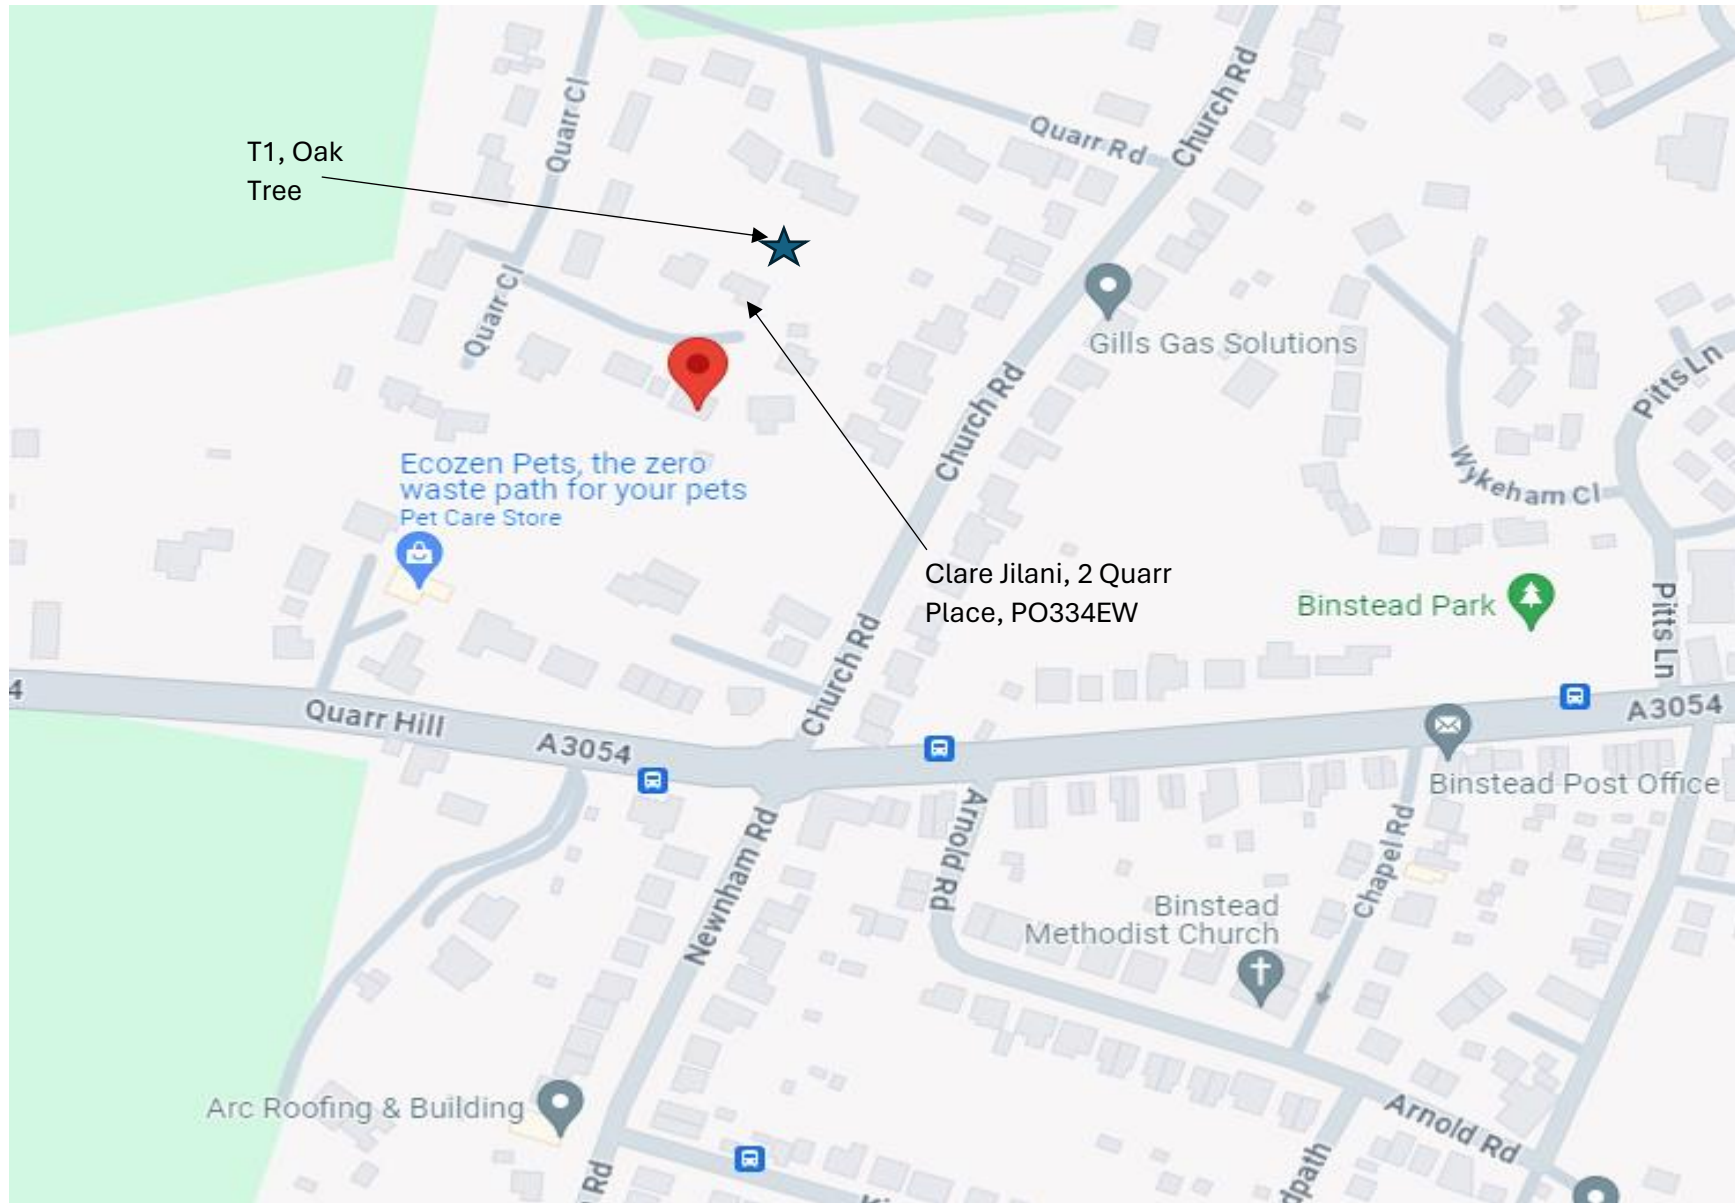 Quarr Cl
Church Rd
Quarr Rd
Church Rd
T1, Oak
Tree
Quarr Cl
Gills Gas Solutions
Pitts Ln
Church Rd
Ecozen Pets, the zero
waste path for your pets
Pet Care Store
Wykeham Cl
Clare Jilani, 2 Quarr
Place, PO334EW
Binstead Park
Pitts Ln
Church Rd
4
Quarr Hill
A3054
A3054
Binstead Post Office
Arnold Rd
Newnham Rd
Chapel Rd
Binstead
Methodist Church
Arc Roofing & Building
Arnold Rd
Rd